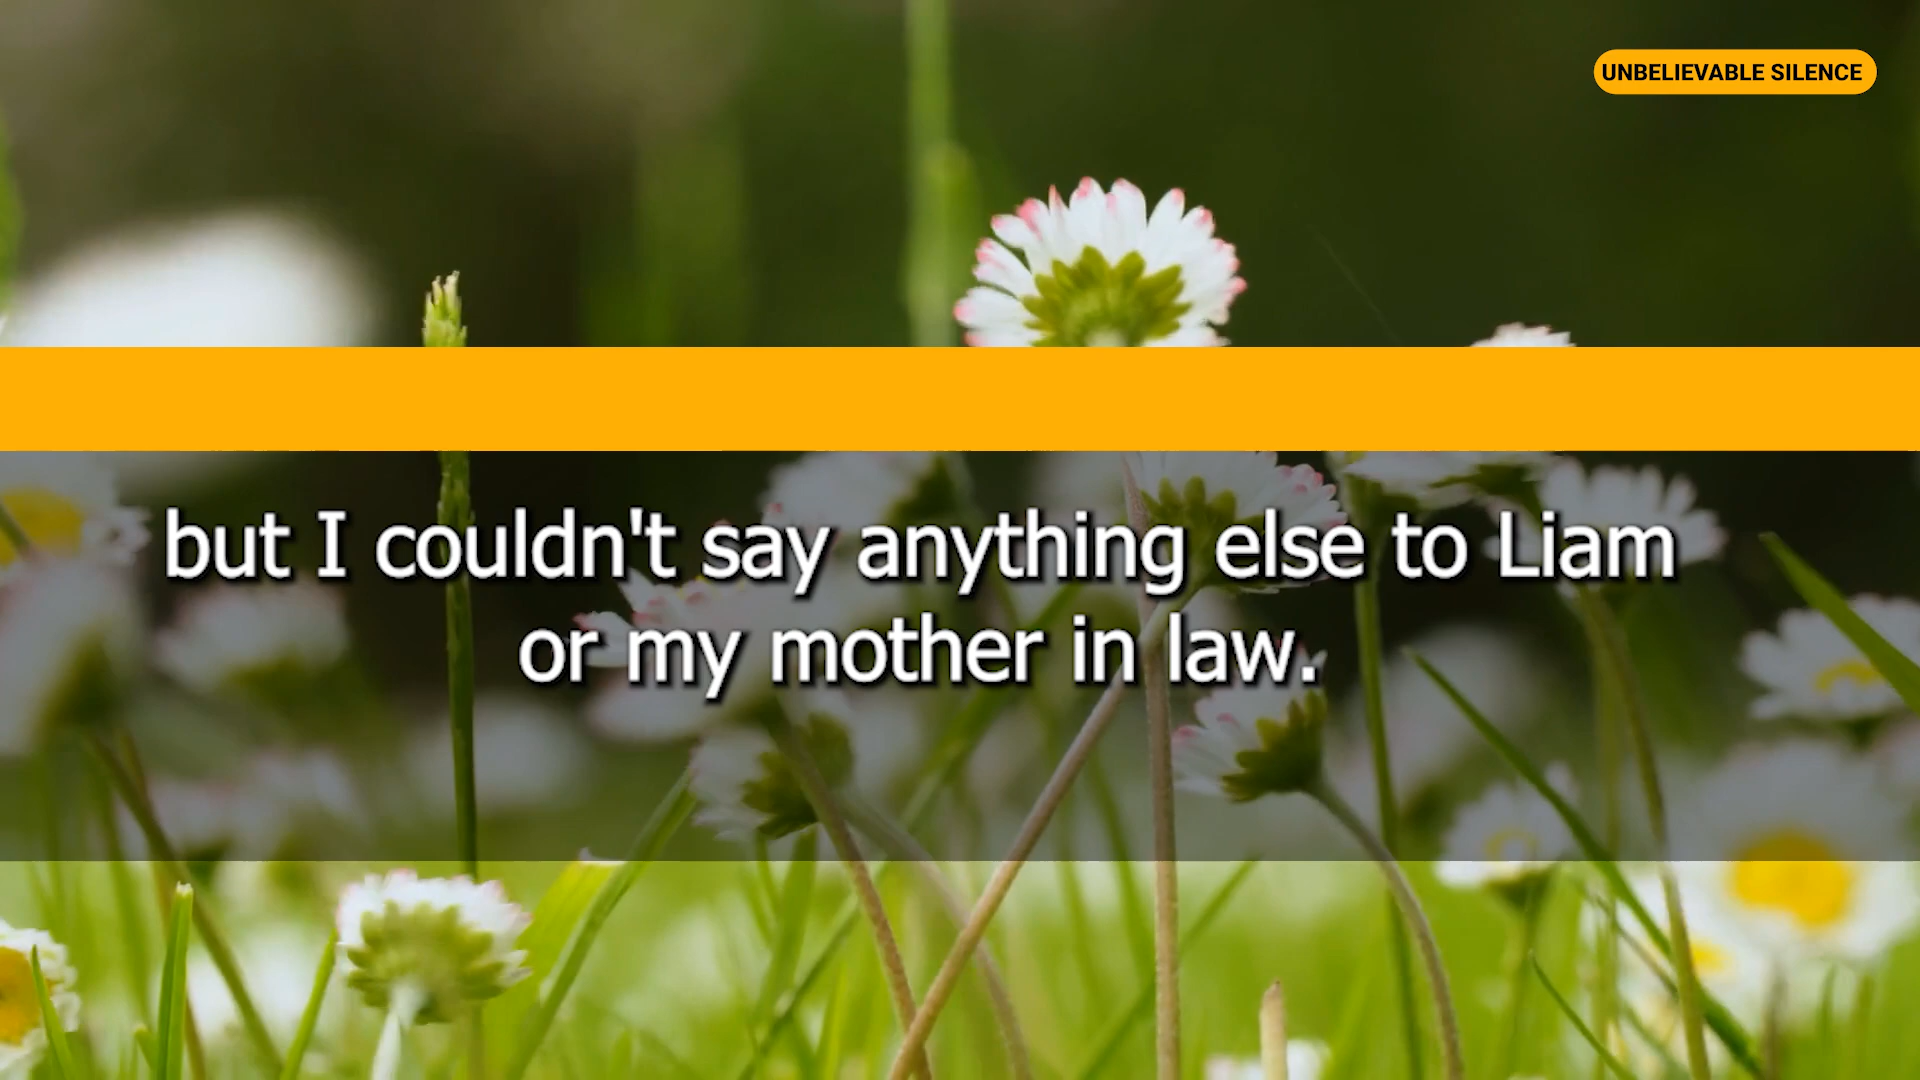 UNBELIEVABLE SILENCE
but I couldn't say anything else to Liam
or my mother in law.